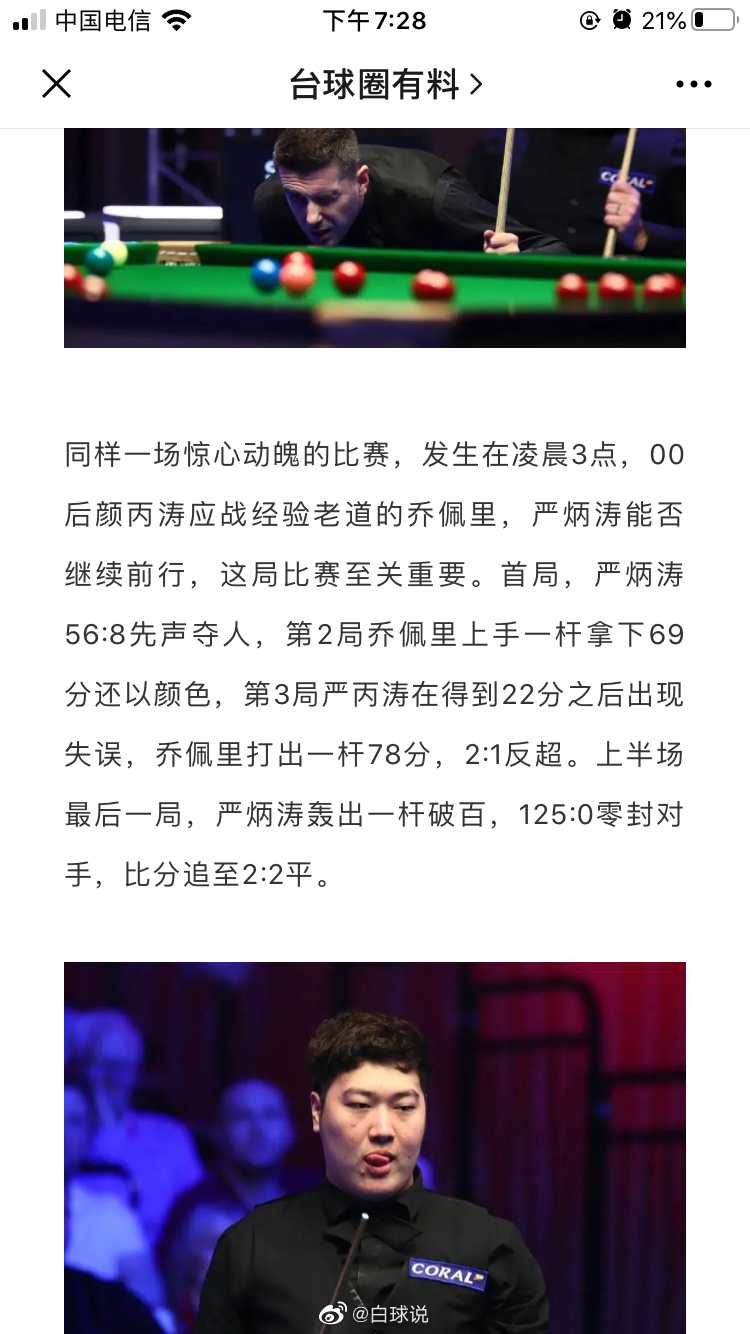 中国电信 下午7:28 21%
台球圈有料
CORAL
同样一场惊心动魄的比赛，发生在凌晨3点，00
后颜丙涛应战经验老道的乔佩里，严炳涛能否
继续前行，这局比赛至关重要。首局，严炳涛
56:8先声夺人，第2局乔佩里上手一杆拿下69
分还以颜色，第3局严丙涛在得到22分之后出现
失误，乔佩里打出一杆78分，2:1反超。上半场
最后一局，严炳涛轰出一杆破百，125:0零封对
手，比分追至2:2平。
CORAL
@白球说